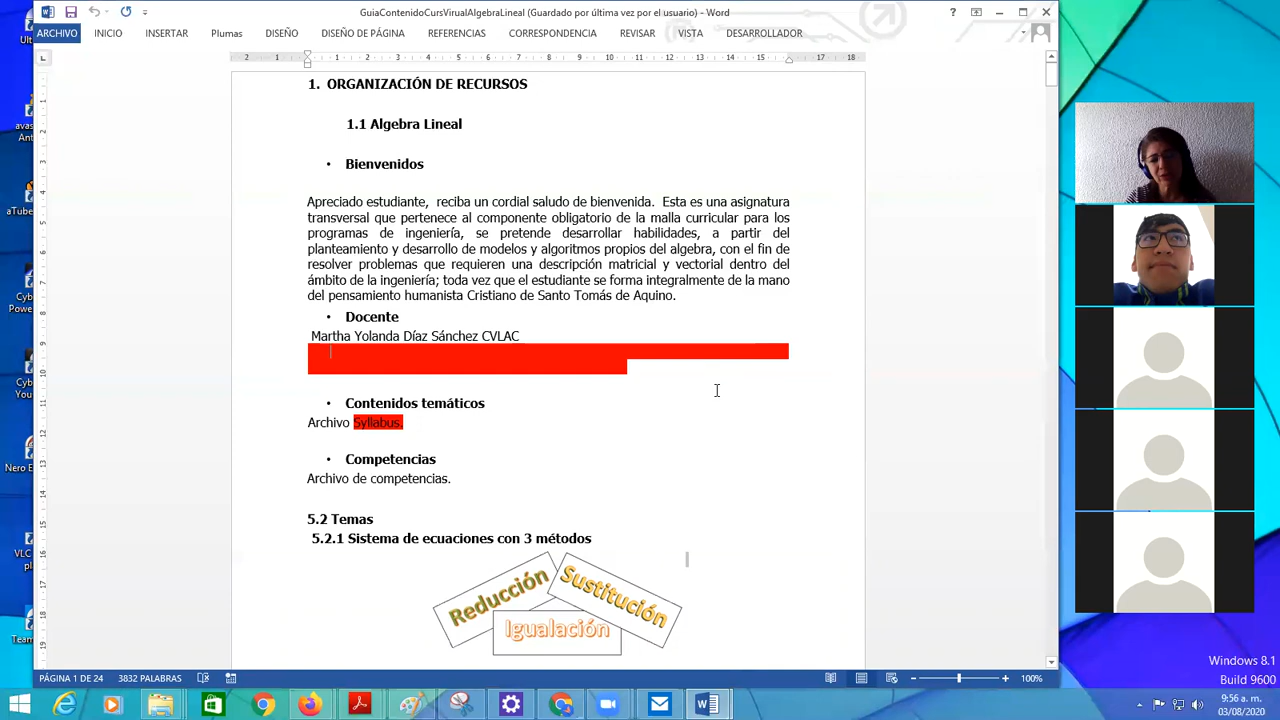 GuiaContenidoCursVirualAlgebraLineal (Guardado por última vez por el usuario) - Word
ARCHIVO INICIO INSERTAR Plumas DISEÑO DISEÑO DE PÁGINA REFERENCIAS CORRESPONDENCIA REVISAR VISTA DESARROLLADOR
1. ORGANIZACIÓN DE RECURSOS
1.1 Algebra Lineal
• Bienvenidos
Apreciado estudiante, reciba un cordial saludo de bienvenida. Esta es una asignatura
transversal que pertenece al componente obligatorio de la malla curricular para los
programas de ingeniería, se pretende desarrollar habilidades, a partir del
planteamiento y desarrollo de modelos y algoritmos propios del algebra, con el fin de
resolver problemas que requieren una descripción matricial y vectorial dentro del
ámbito de la ingeniería; toda vez que el estudiante se forma integralmente de la mano
del pensamiento humanista Cristiano de Santo Tomás de Aquino.
• Docente
Martha Yolanda Díaz Sánchez CVLAC
• Contenidos temáticos
Archivo Syllabus.
• Competencias
Archivo de competencias.
5.2 Temas
5.2.1 Sistema de ecuaciones con 3 métodos
Reducción
Sustitución
Igualación
PÁGINA 1 DE 24 3832 PALABRAS 100%
Windows 8.1
Build 9600
9:56 a.m.
03/08/2020